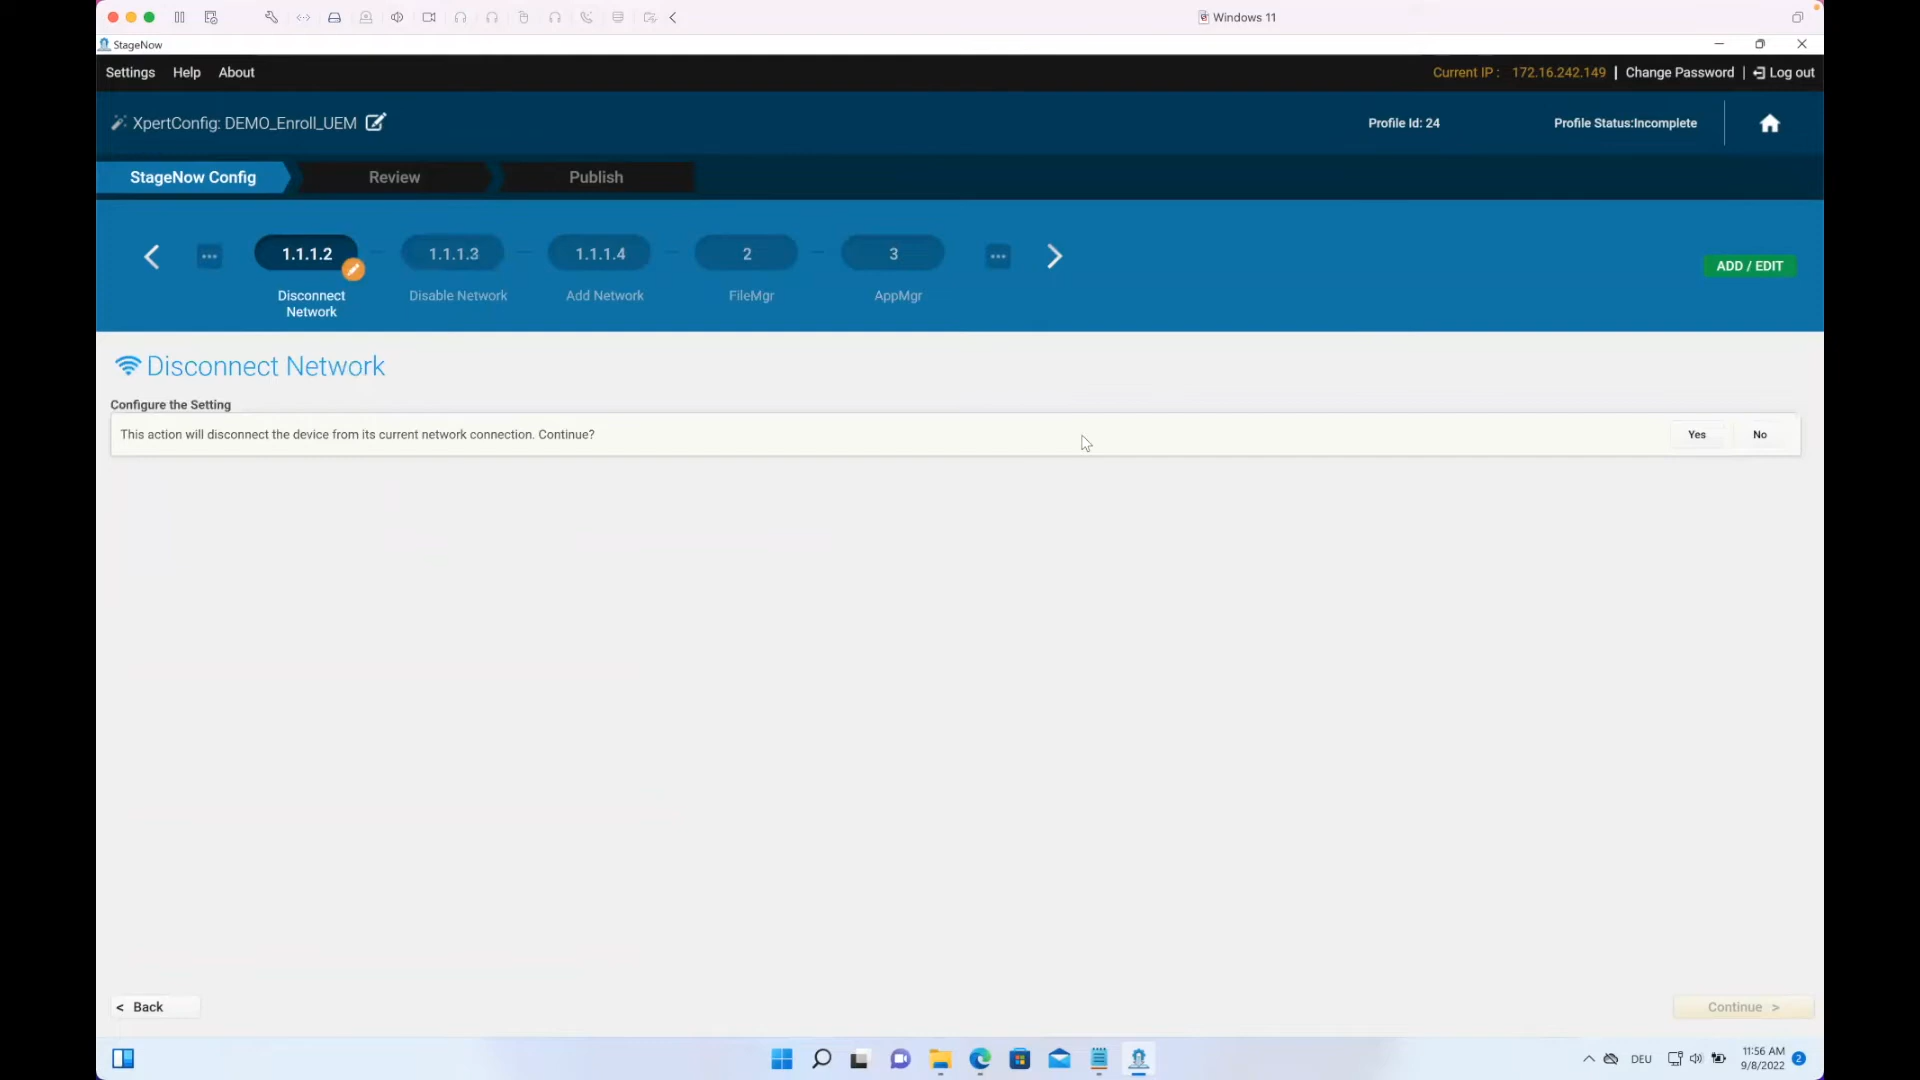 Windows 11
StageNow
Settings Help About
Current IP : 172.16.242.149 | Change Password | Log out
XpertConfig: DEMO_Enroll_UEM
Profile Id: 24
Profile Status:Incomplete
StageNow Config
Review
Publish
1.1.1.2
1.1.1.3
1.1.1.4
2
3
ADD / EDIT
Disconnect
Network
Disable Network
Add Network
FileMgr
AppMgr
Disconnect Network
Configure the Setting
This action will disconnect the device from its current network connection. Continue?
Yes
No
< Back
Continue >
DEU
11:56 AM
9/8/2022
2